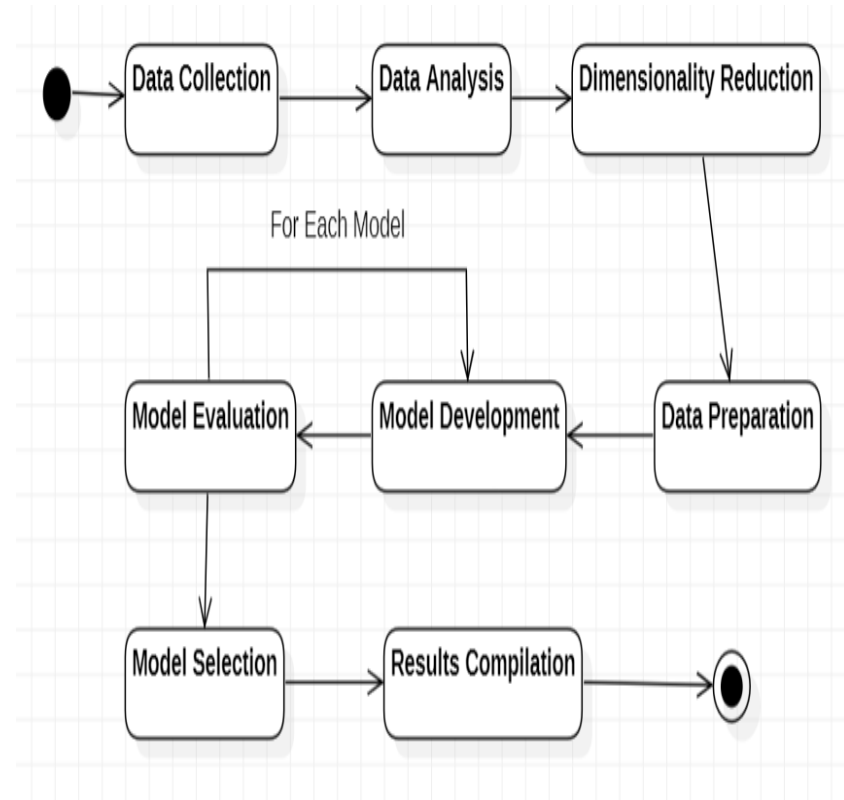 Data Collection
Data Analysis
Dimensionality Reduction
For Each Model
Model Evaluation
Model Development
Data Preparation
Model Selection
Results Compilation